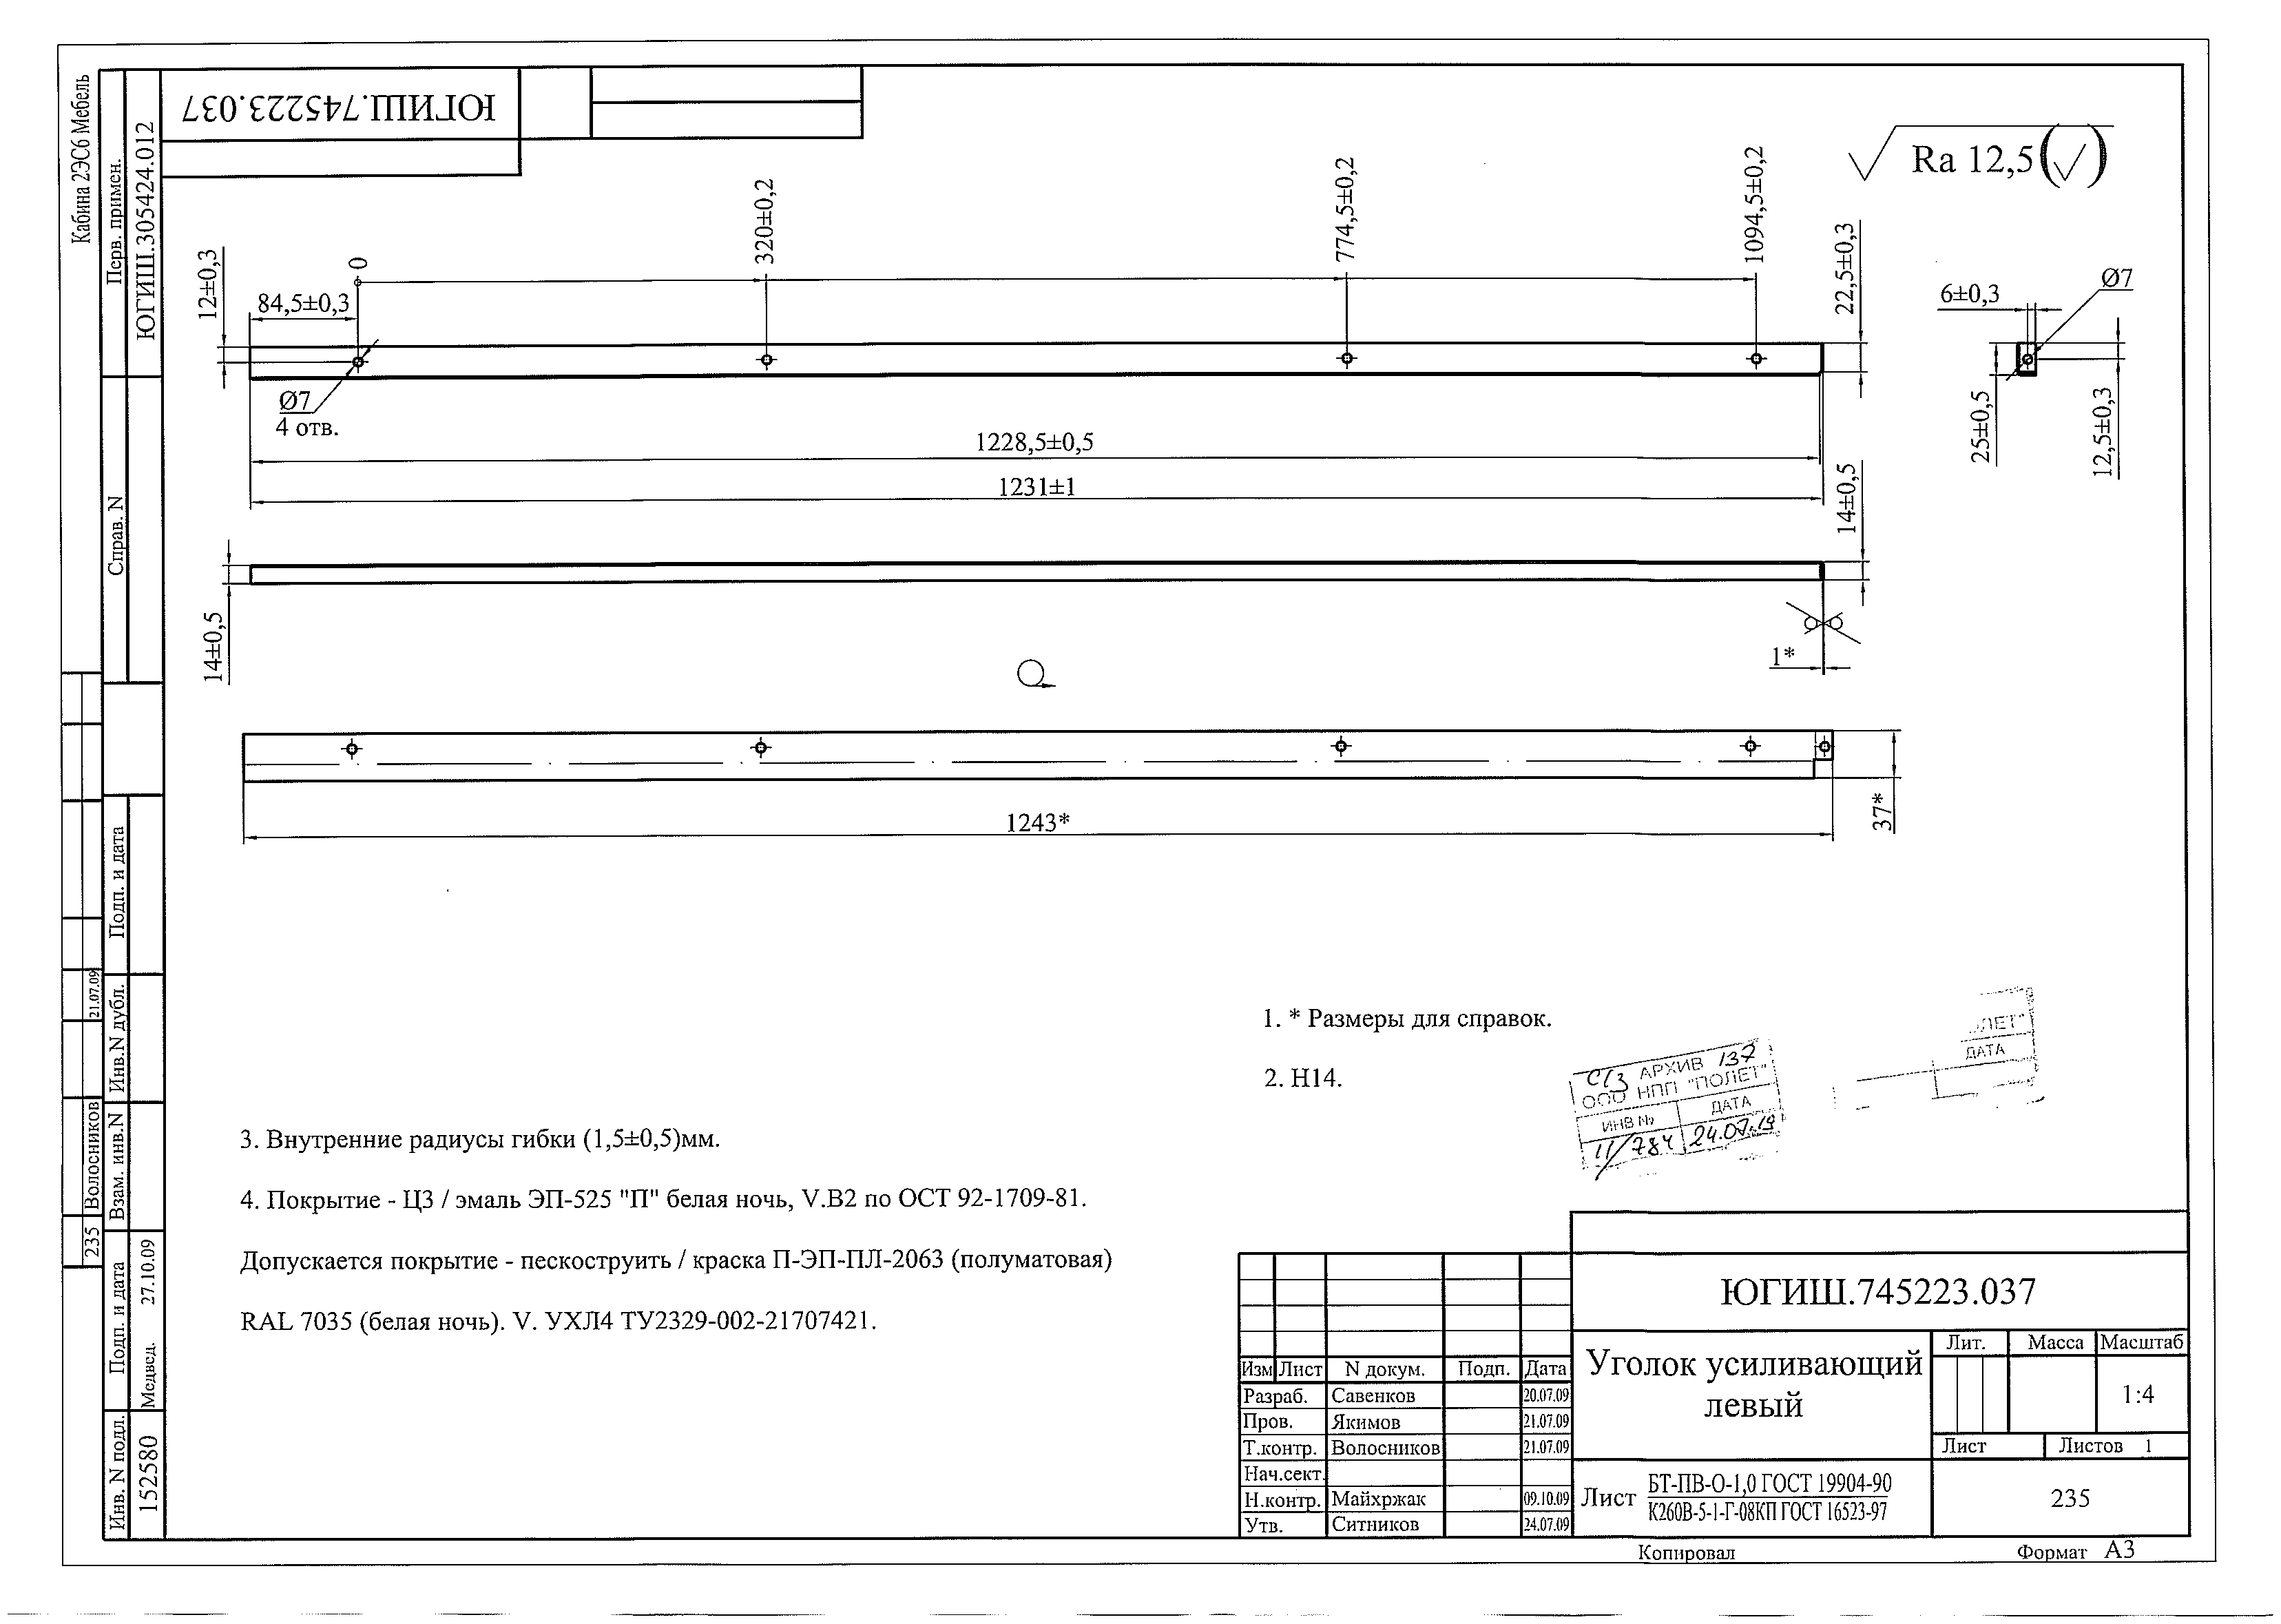 Кабина 2ЭС6 Мебель
Перв. примен.
ЮГИШ.305424.012
ЮГИШ.745223.037
√ Ra 12,5 (√)
12±0,3
84,5±0,3
0
320±0,2
774,5±0,2
1094,5±0,2
22,5±0,3
6±0,3
Ø7
25±0,5
12,5±0,3
Ø7
4 отв.
1228,5±0,5
1231±1
14±0,5
14±0,5
1*
1243*
37*
Справ. N
Подп. и дата
Инв.N дубл.
Взам. инв.N
Подп. и дата
Инв. N подл.
21.07.09
Волосников
235
Медвед. 27.10.09
152580
1. * Размеры для справок.
2. H14.
3. Внутренние радиусы гибки (1,5±0,5)мм.
4. Покрытие - Ц3 / эмаль ЭП-525 "П" белая ночь, V.В2 по ОСТ 92-1709-81.
Допускается покрытие - пескоструить / краска П-ЭП-ПЛ-2063 (полуматовая)
RAL 7035 (белая ночь). V. УХЛ4 ТУ2329-002-21707421.
АРХИВ 137
ООО НПП "ПОЛЕТ"
ИНВ № ДАТА
11/784 24.07.19
ЛЕТ"
ДАТА
ЮГИШ.745223.037
Уголок усиливающий
левый
Лит. Масса Масштаб
1:4
Лист Листов 1
Изм Лист N докум. Подп. Дата
Разраб. Савенков 20.07.09
Пров. Якимов 21.07.09
Т.контр. Волосников 21.07.09
Нач.сект.
Н.контр. Майхржак 09.10.09
Утв. Ситников 24.07.09
Лист БТ-ПВ-О-1,0 ГОСТ 19904-90
К260В-5-1-Г-08КП ГОСТ 16523-97
235
Копировал Формат А3